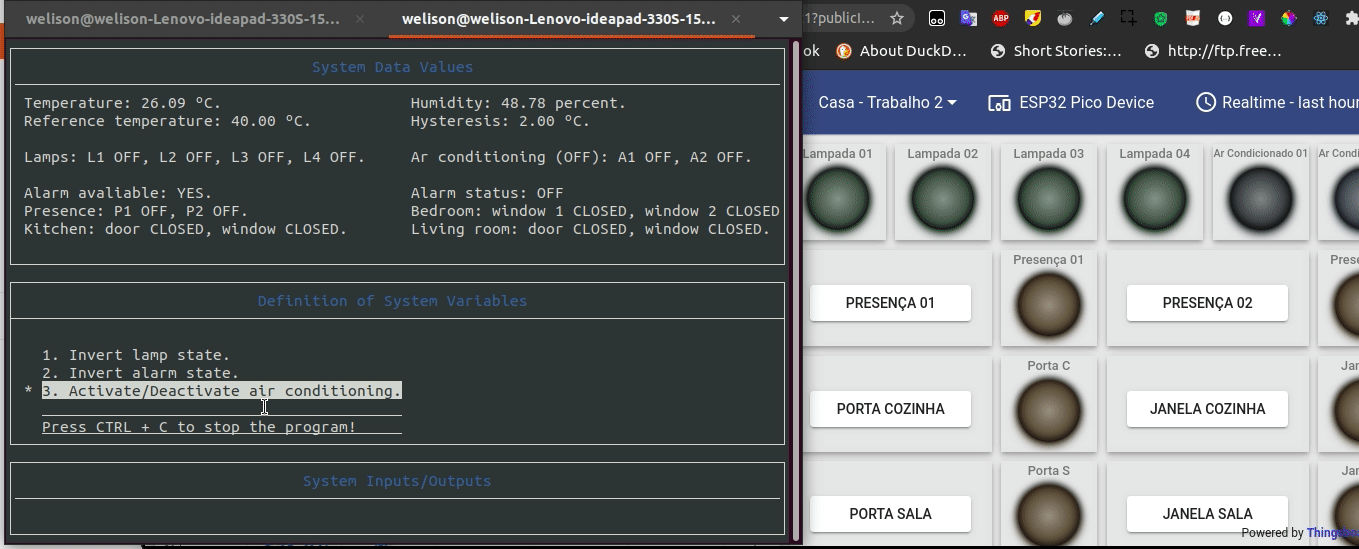 welison@welison-Lenovo-ideapad-330S-15...
welison@welison-Lenovo-ideapad-330S-15...
System Data Values
Temperature: 26.09 ºC.
Humidity: 48.78 percent.
Reference temperature: 40.00 ºC.
Hysteresis: 2.00 ºC.
Lamps: L1 OFF, L2 OFF, L3 OFF, L4 OFF.
Ar conditioning (OFF): A1 OFF, A2 OFF.
Alarm avaliable: YES.
Alarm status: OFF
Presence: P1 OFF, P2 OFF.
Bedroom: window 1 CLOSED, window 2 CLOSED
Kitchen: door CLOSED, window CLOSED.
Living room: door CLOSED, window CLOSED.
Definition of System Variables
1. Invert lamp state.
2. Invert alarm state.
* 3. Activate/Deactivate air conditioning.
Press CTRL + C to stop the program!
System Inputs/Outputs
1?publicI...
ABP
ok
About DuckD...
Short Stories:...
http://ftp.free...
Casa - Trabalho 2
ESP32 Pico Device
Realtime - last hour
Lampada 01
Lampada 02
Lampada 03
Lampada 04
Ar Condicionado 01
Ar Condi
Presença 01
Prese
PRESENÇA 01
PRESENÇA 02
Porta C
Jar
PORTA COZINHA
JANELA COZINHA
Porta S
Jar
PORTA SALA
JANELA SALA
Powered by Thingsbo